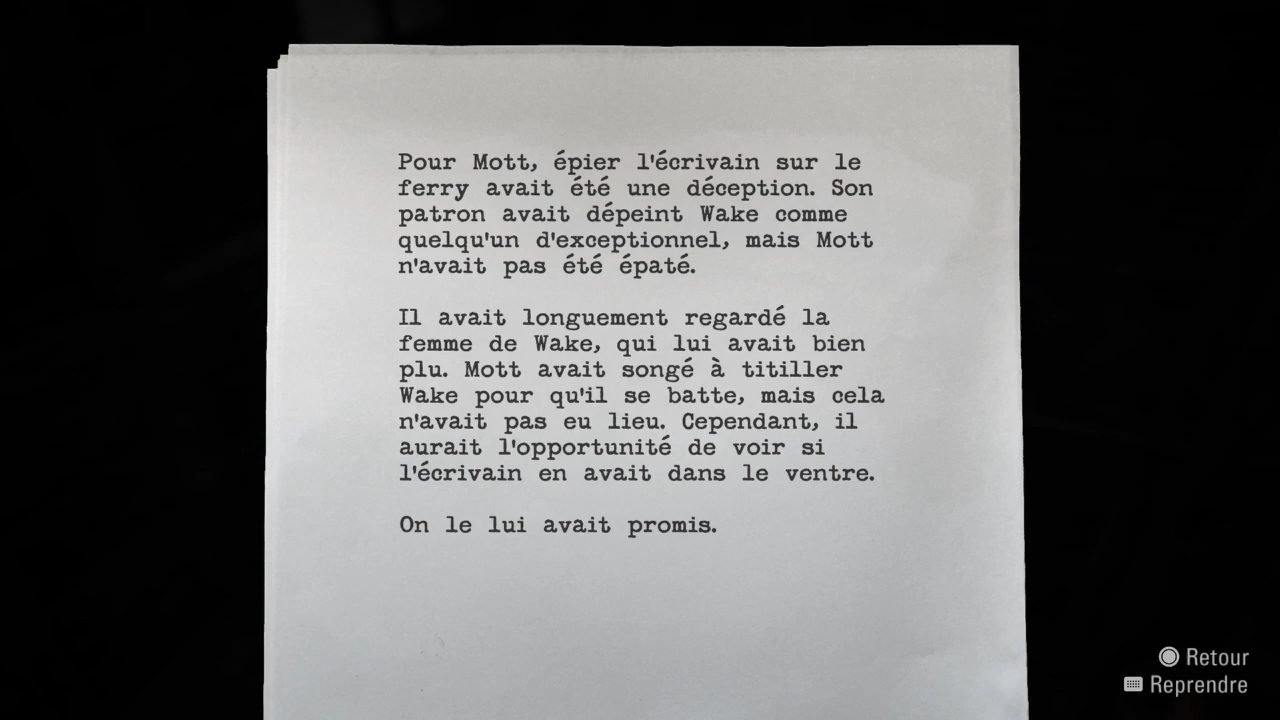 Pour Mott, épier l'écrivain sur le
ferry avait été une déception. Son
patron avait dépeint Wake comme
quelqu'un d'exceptionnel, mais Mott
n'avait pas été épaté.
Il avait longuement regardé la
femme de Wake, qui lui avait bien
plu. Mott avait songé à titiller
Wake pour qu'il se batte, mais cela
n'avait pas eu lieu. Cependant, il
aurait l'opportunité de voir si
l'écrivain en avait dans le ventre.
On le lui avait promis.
Retour
Reprendre